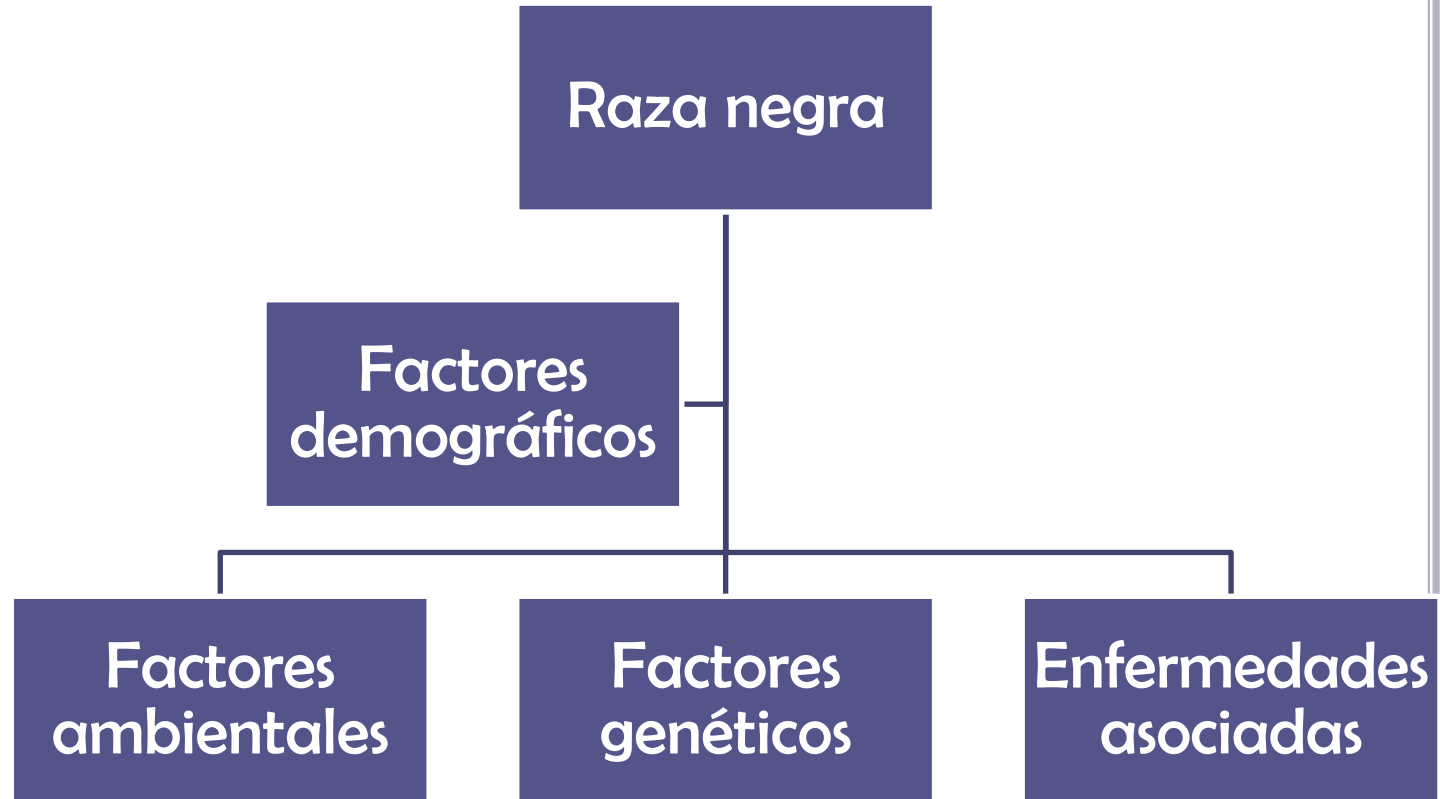 Raza negra
Factores
demográficos
Factores
ambientales
Factores
genéticos
Enfermedades
asociadas